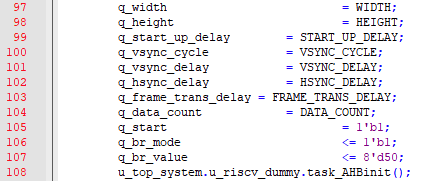 97 q_width = WIDTH;
98 q_height = HEIGHT;
99 q_start_up_delay = START_UP_DELAY;
100 q_vsync_cycle = VSYNC_CYCLE;
101 q_vsync_delay = VSYNC_DELAY;
102 q_hsync_delay = HSYNC_DELAY;
103 q_frame_trans_delay = FRAME_TRANS_DELAY;
104 q_data_count = DATA_COUNT;
105 q_start = 1'b1;
106 q_br_mode <= 1'b1;
107 q_br_value <= 8'd50;
108 u_top_system.u_riscv_dummy.task_AHBinit();